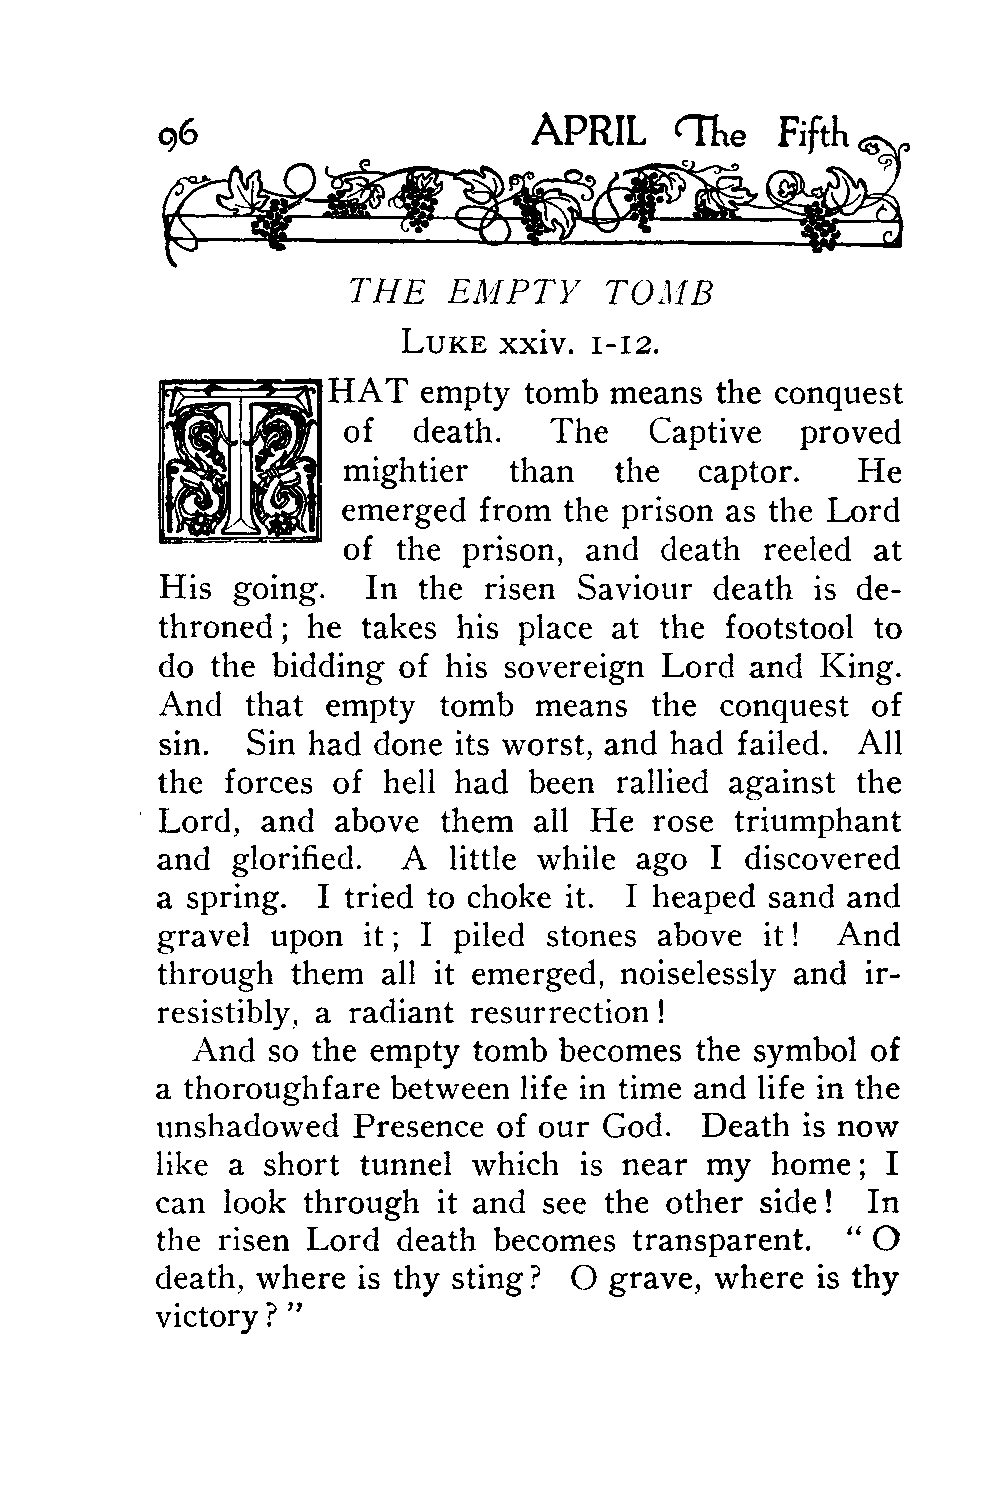 96 APRIL The Fifth
THE EMPTY TOMB
LUKE xxiv. 1-12.
THAT empty tomb means the conquest
of death. The Captive proved
mightier than the captor. He
emerged from the prison as the Lord
of the prison, and death reeled at
His going. In the risen Saviour death is de-
throned; he takes his place at the footstool to
do the bidding of his sovereign Lord and King.
And that empty tomb means the conquest of
sin. Sin had done its worst, and had failed. All
the forces of hell had been rallied against the
Lord, and above them all He rose triumphant
and glorified. A little while ago I discovered
a spring. I tried to choke it. I heaped sand and
gravel upon it; I piled stones above it! And
through them all it emerged, noiselessly and ir-
resistibly, a radiant resurrection!
And so the empty tomb becomes the symbol of
a thoroughfare between life in time and life in the
unshadowed Presence of our God. Death is now
like a short tunnel which is near my home; I
can look through it and see the other side! In
the risen Lord death becomes transparent. "O
death, where is thy sting? O grave, where is thy
victory?"